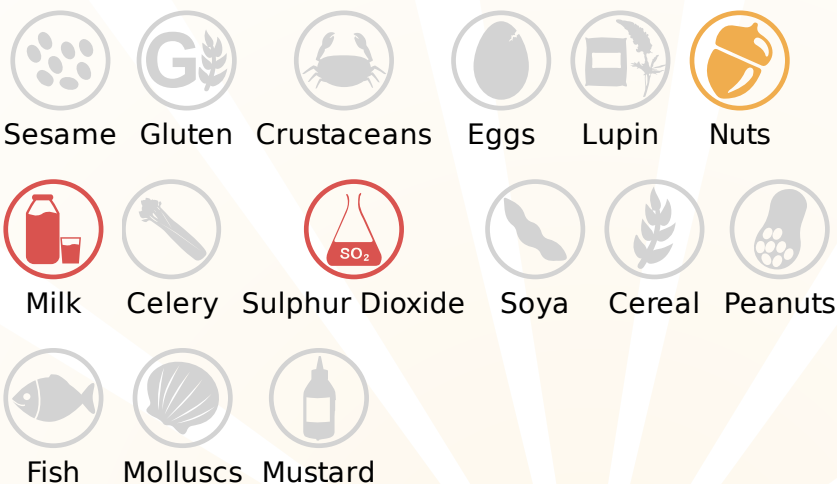 G
Sesame Gluten Crustaceans Eggs Lupin Nuts
SO₂
Milk Celery Sulphur Dioxide Soya Cereal Peanuts
Fish Molluscs Mustard